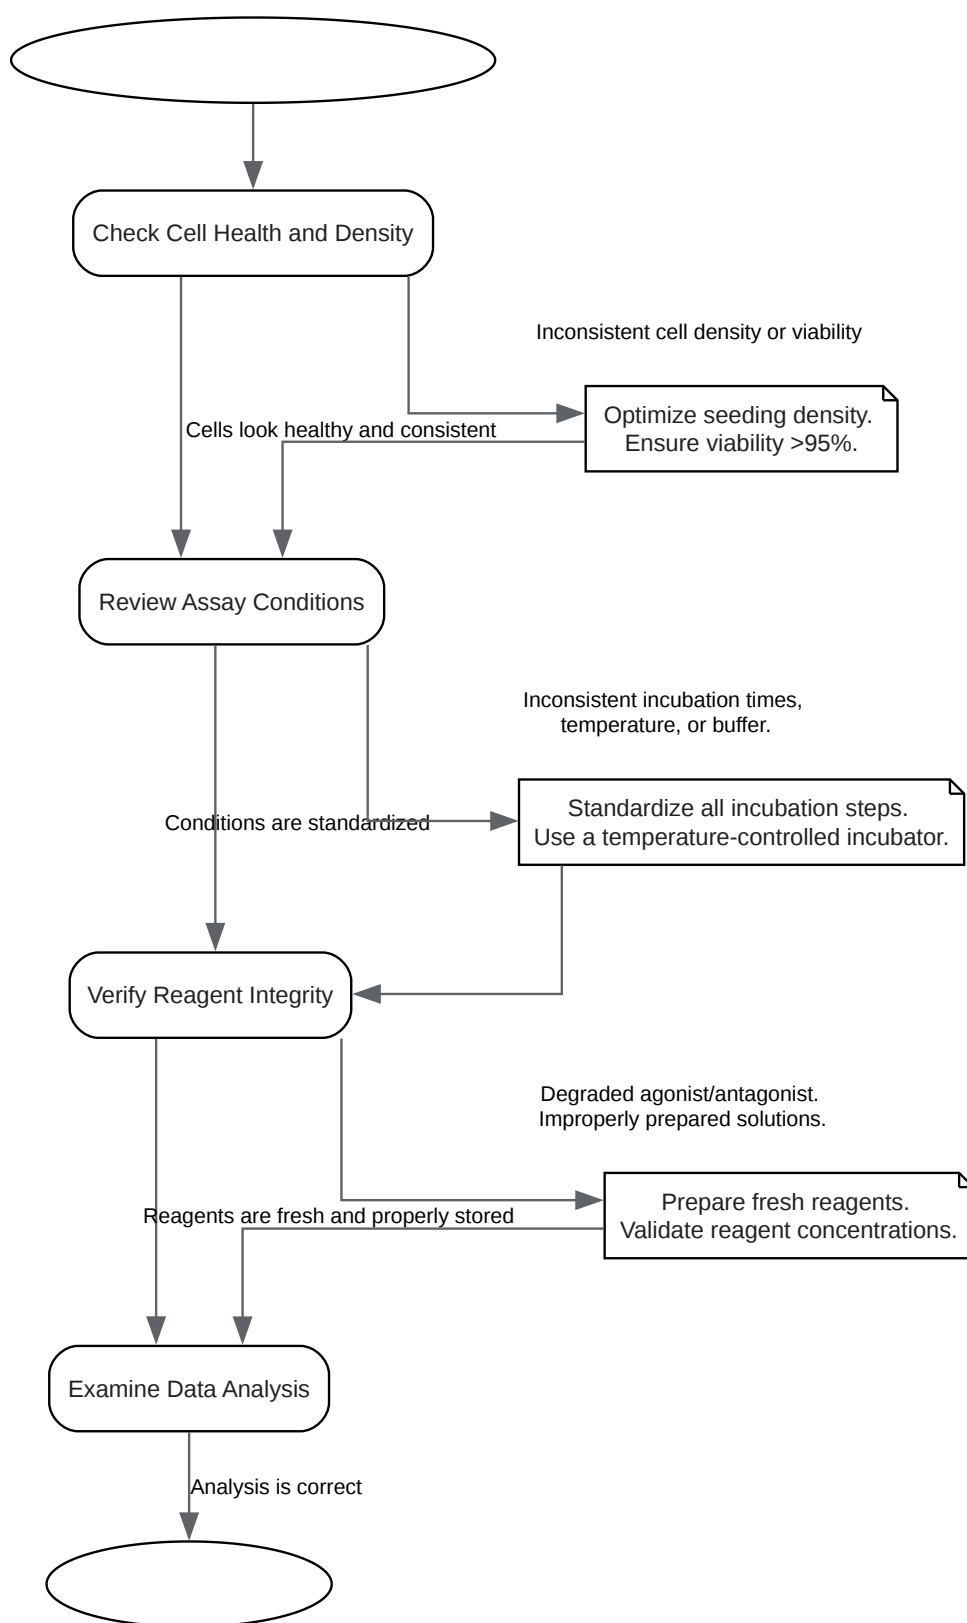 Check Cell Health and Density
Inconsistent cell density or viability
Optimize seeding density.
Ensure viability >95%.
Cells look healthy and consistent
Review Assay Conditions
Inconsistent incubation times,
temperature, or buffer.
Standardize all incubation steps.
Use a temperature-controlled incubator.
Conditions are standardized
Verify Reagent Integrity
Degraded agonist/antagonist.
Improperly prepared solutions.
Prepare fresh reagents.
Validate reagent concentrations.
Reagents are fresh and properly stored
Examine Data Analysis
Analysis is correct